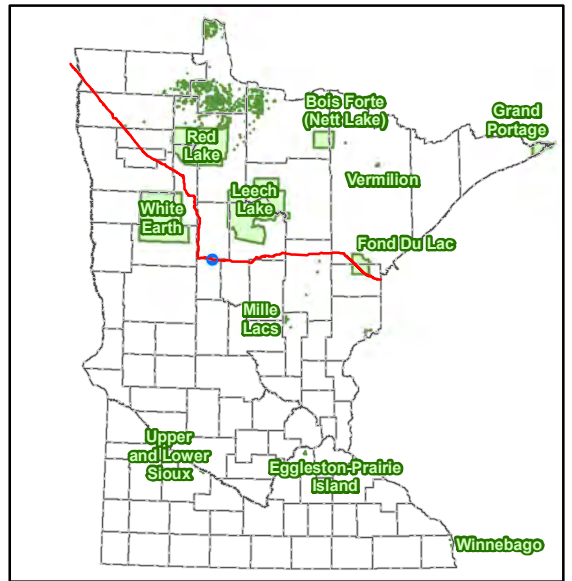 Bois Forte
(Nett Lake)
Grand
Portage
Red
Lake
Vermilion
Leech
Lake
White
Earth
Fond Du Lac
Mille
Lacs
Upper
and Lower
Sioux
Eggleston-Prairie
Island
Winnebago